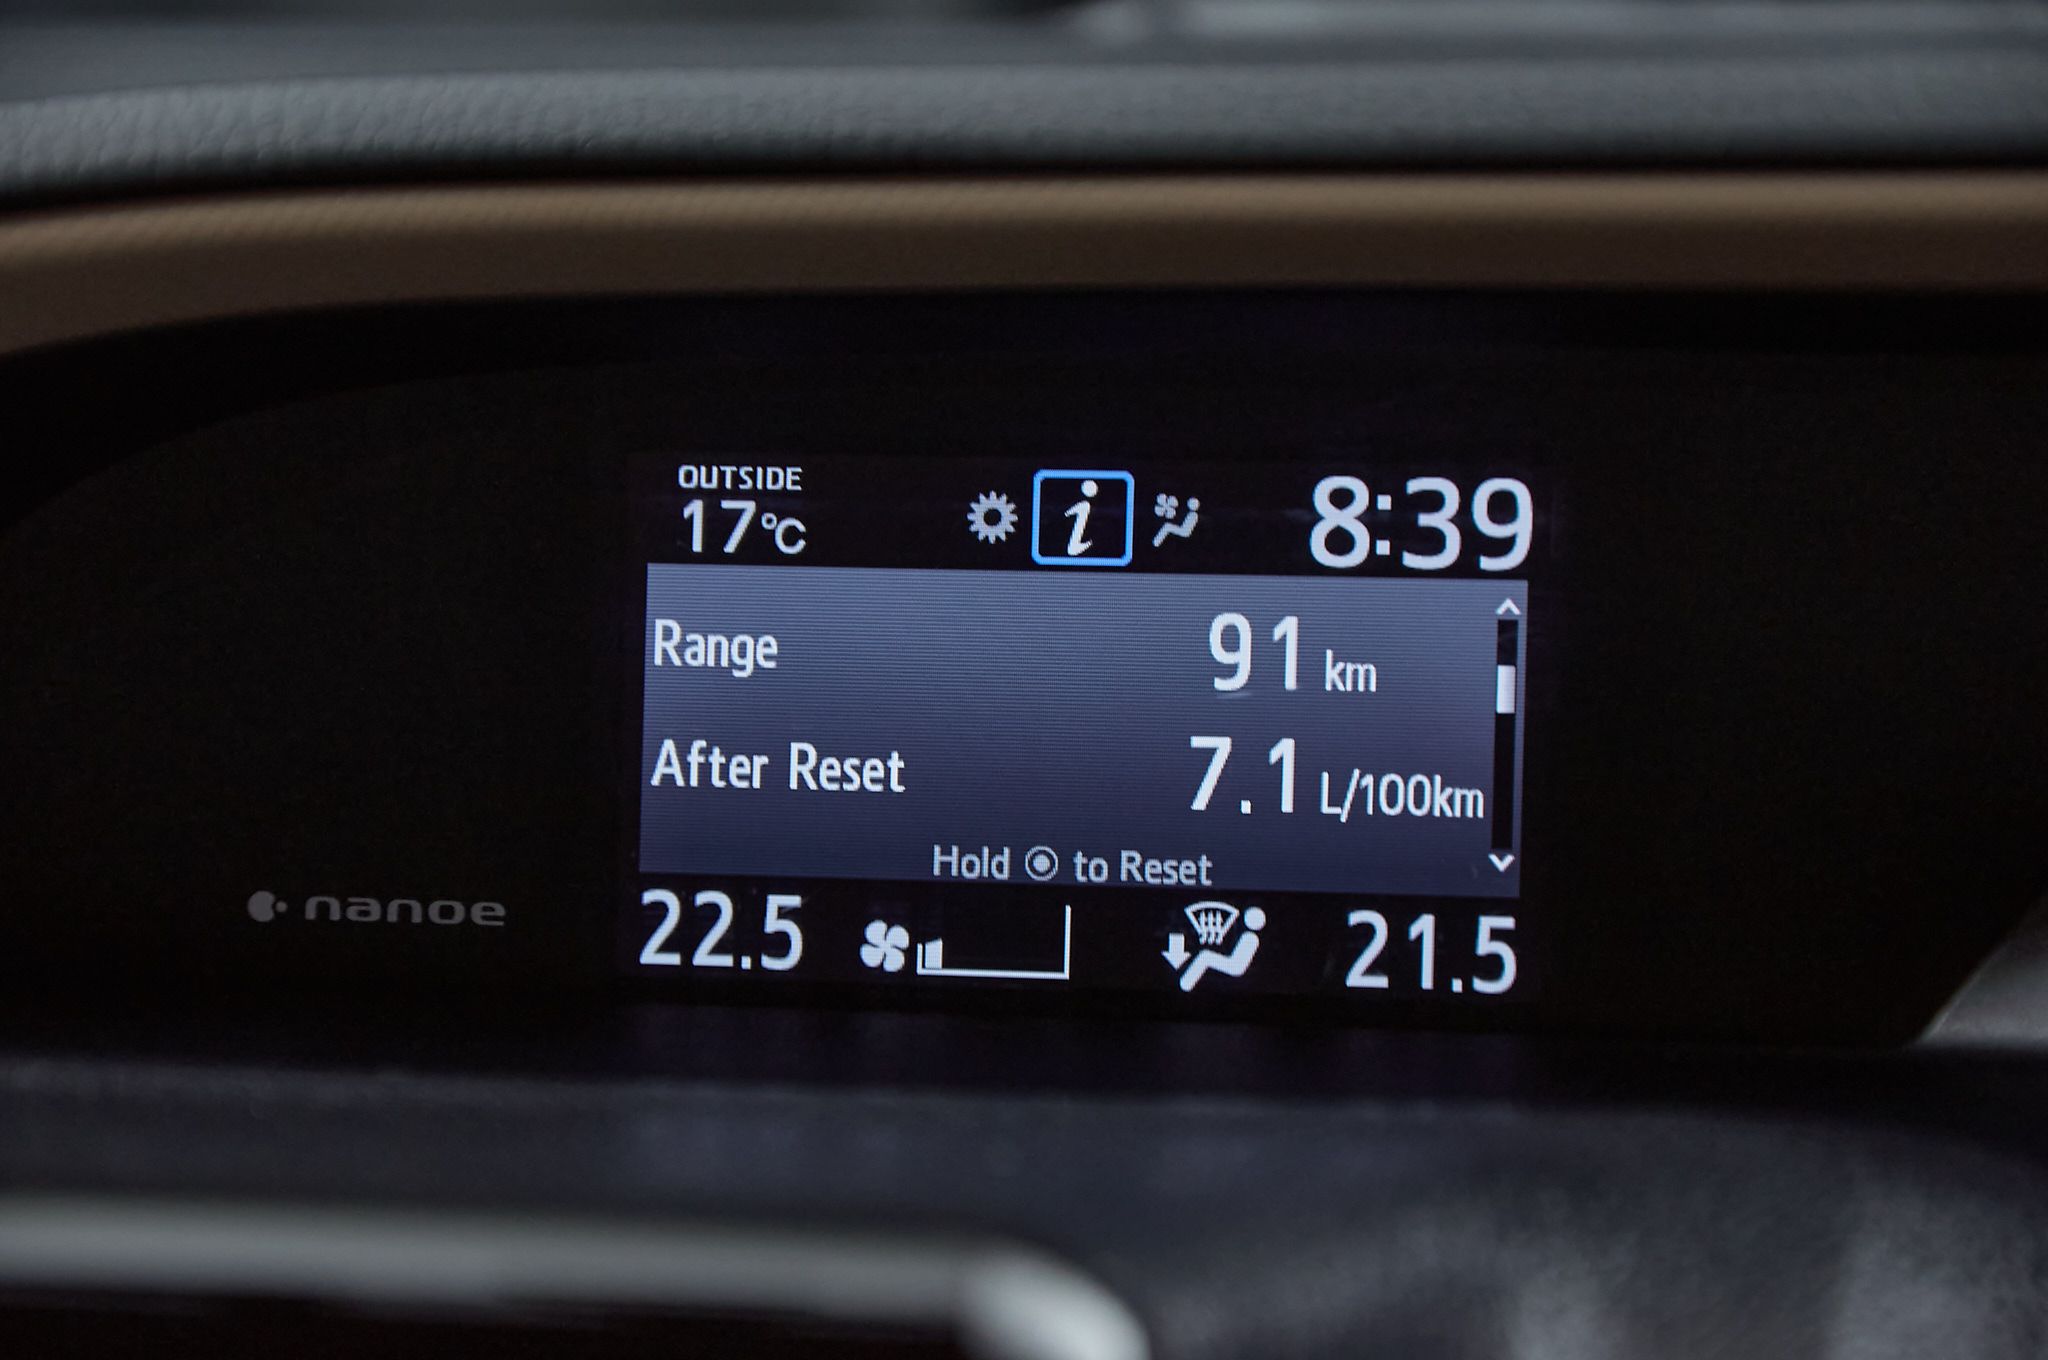 OUTSIDE
17°C
8:39
Range 91 km
After Reset 7.1 L/100km
Hold to Reset
nanoe
22.5
21.5